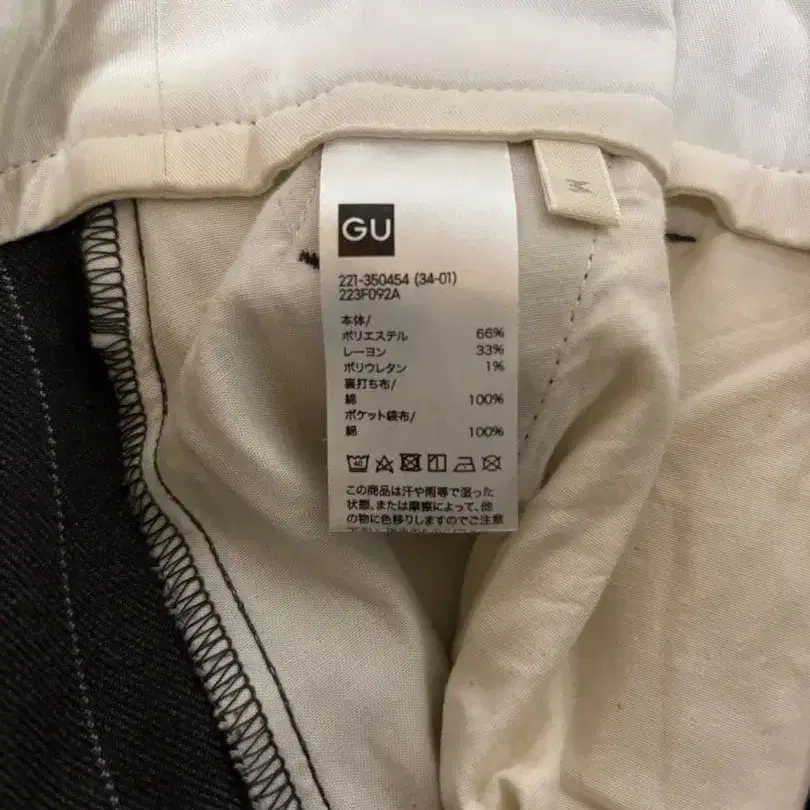 GU
M
221-350454 (34-01)
223F092A
本体/
ポリエステル 66%
レーヨン 33%
ポリウレタン 1%
裏打ち布/
綿 100%
ポケット袋布/
綿 100%
40
この商品は汗や雨等で湿った
状態、または摩擦によって、他
の物に色移りしますのでご注意